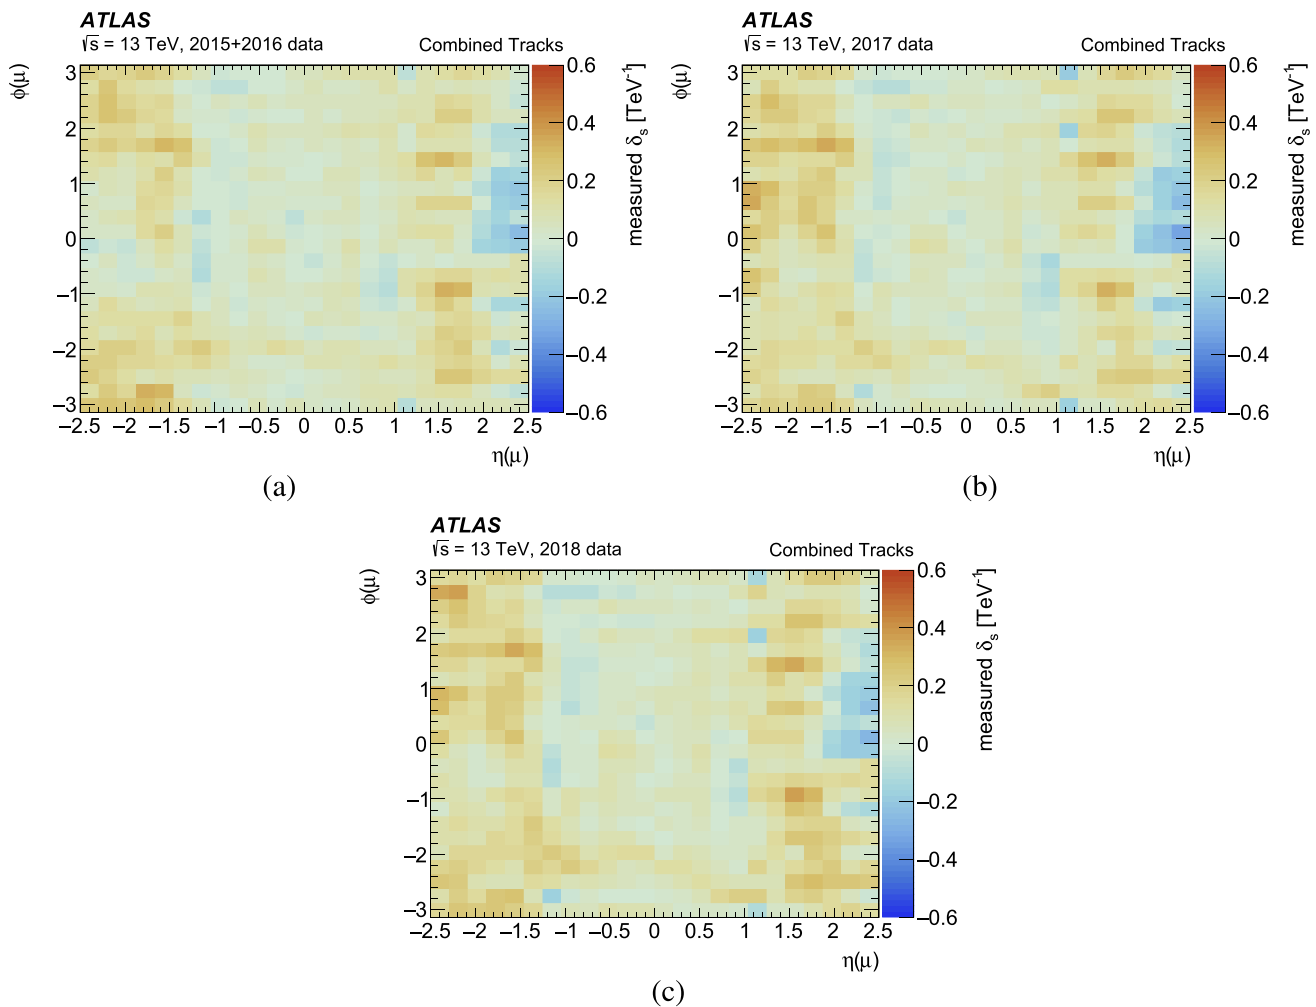 ATLAS
√s = 13 TeV, 2015+2016 data Combined Tracks
φ(μ)
3
2
1
0
−1
−2
−3
−2.5 −2 −1.5 −1 −0.5 0 0.5 1 1.5 2 2.5
η(μ)
0.6
0.4
0.2
0
−0.2
−0.4
−0.6
measured δs [TeV⁻¹]
(a)
ATLAS
√s = 13 TeV, 2017 data Combined Tracks
φ(μ)
3
2
1
0
−1
−2
−3
−2.5 −2 −1.5 −1 −0.5 0 0.5 1 1.5 2 2.5
η(μ)
0.6
0.4
0.2
0
−0.2
−0.4
−0.6
measured δs [TeV⁻¹]
(b)
ATLAS
√s = 13 TeV, 2018 data Combined Tracks
φ(μ)
3
2
1
0
−1
−2
−3
−2.5 −2 −1.5 −1 −0.5 0 0.5 1 1.5 2 2.5
η(μ)
0.6
0.4
0.2
0
−0.2
−0.4
−0.6
measured δs [TeV⁻¹]
(c)